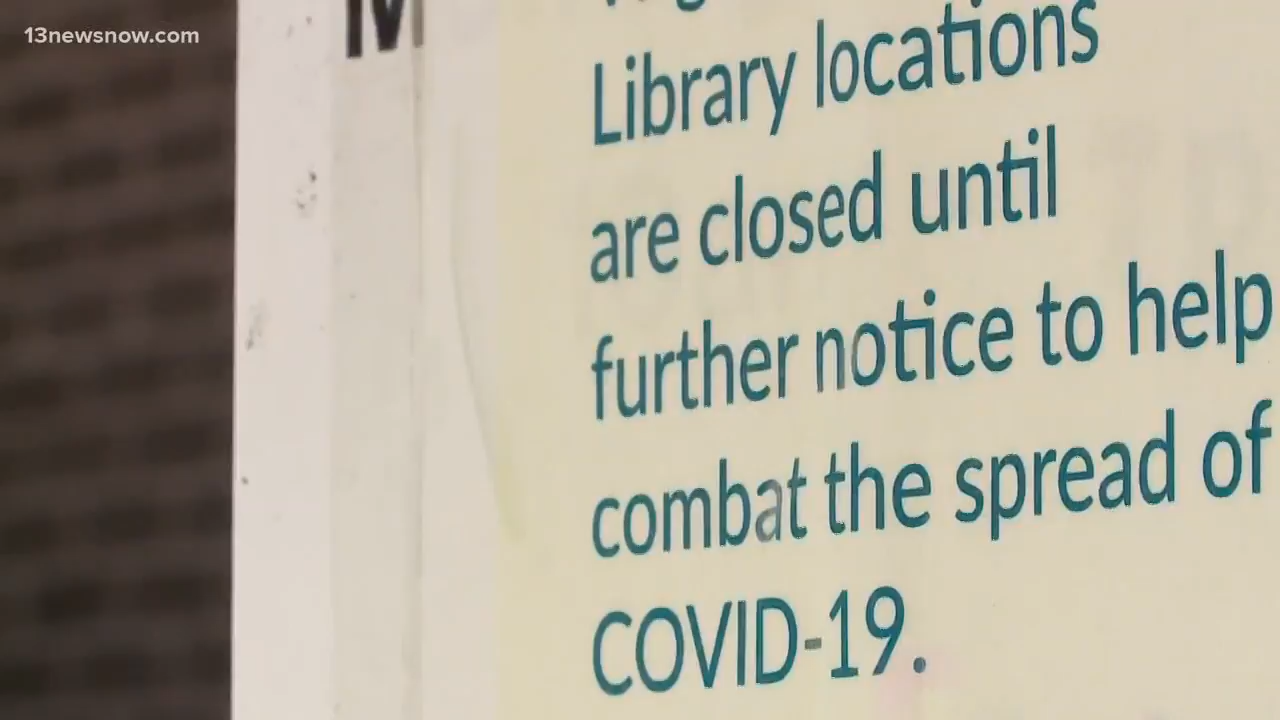 13newsnow.com
M
Library locations
are closed until
further notice to help
combat the spread of
COVID-19.